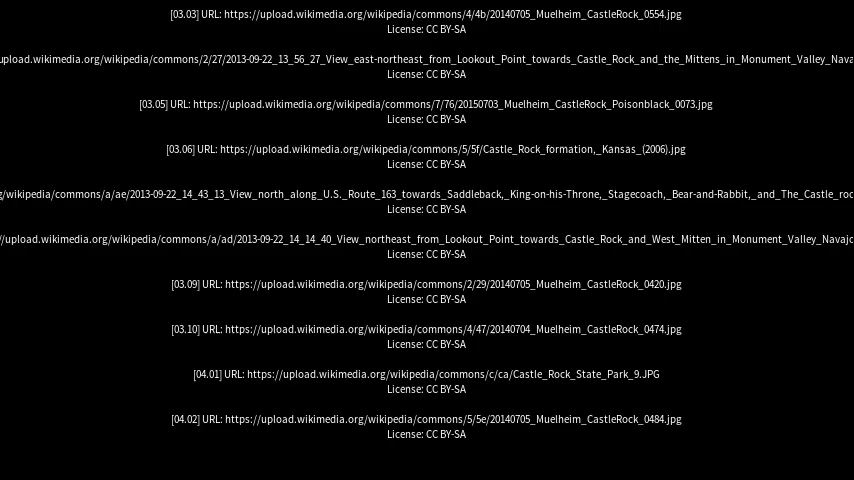 [03.03] URL: https://upload.wikimedia.org/wikipedia/commons/4/4b/20140705_Muelheim_CastleRock_0554.jpg
License: CC BY-SA
upload.wikimedia.org/wikipedia/commons/2/27/2013-09-22_13_56_27_View_east-northeast_from_Lookout_Point_towards_Castle_Rock_and_the_Mittens_in_Monument_Valley_Nava
License: CC BY-SA
[03.05] URL: https://upload.wikimedia.org/wikipedia/commons/7/76/20150703_Muelheim_CastleRock_Poisonblack_0073.jpg
License: CC BY-SA
[03.06] URL: https://upload.wikimedia.org/wikipedia/commons/5/5f/Castle_Rock_formation,_Kansas_(2006).jpg
License: CC BY-SA
g/wikipedia/commons/a/ae/2013-09-22_14_43_13_View_north_along_U.S._Route_163_towards_Saddleback,_King-on-his-Throne,_Stagecoach,_Bear-and-Rabbit,_and_The_Castle_roc
License: CC BY-SA
//upload.wikimedia.org/wikipedia/commons/a/ad/2013-09-22_14_14_40_View_northeast_from_Lookout_Point_towards_Castle_Rock_and_West_Mitten_in_Monument_Valley_Navajo
License: CC BY-SA
[03.09] URL: https://upload.wikimedia.org/wikipedia/commons/2/29/20140705_Muelheim_CastleRock_0420.jpg
License: CC BY-SA
[03.10] URL: https://upload.wikimedia.org/wikipedia/commons/4/47/20140704_Muelheim_CastleRock_0474.jpg
License: CC BY-SA
[04.01] URL: https://upload.wikimedia.org/wikipedia/commons/c/ca/Castle_Rock_State_Park_9.JPG
License: CC BY-SA
[04.02] URL: https://upload.wikimedia.org/wikipedia/commons/5/5e/20140705_Muelheim_CastleRock_0484.jpg
License: CC BY-SA